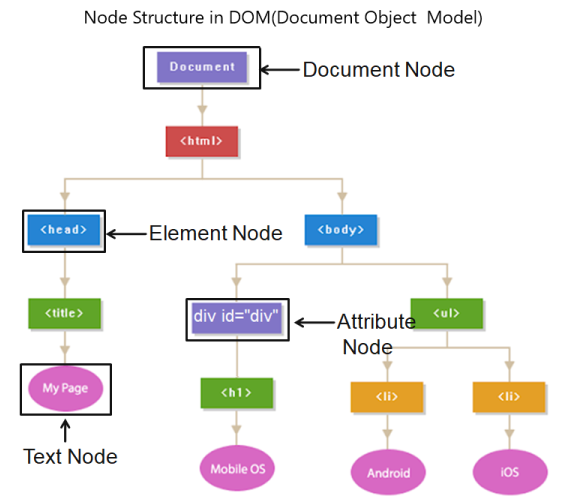 Node Structure in DOM(Document Object Model)
Document
Document Node
<html>
<head>
Element Node
<body>
<title>
div id="div"
Attribute
Node
<ul>
My Page
<h1>
<li>
<li>
Text Node
Mobile OS
Android
iOS